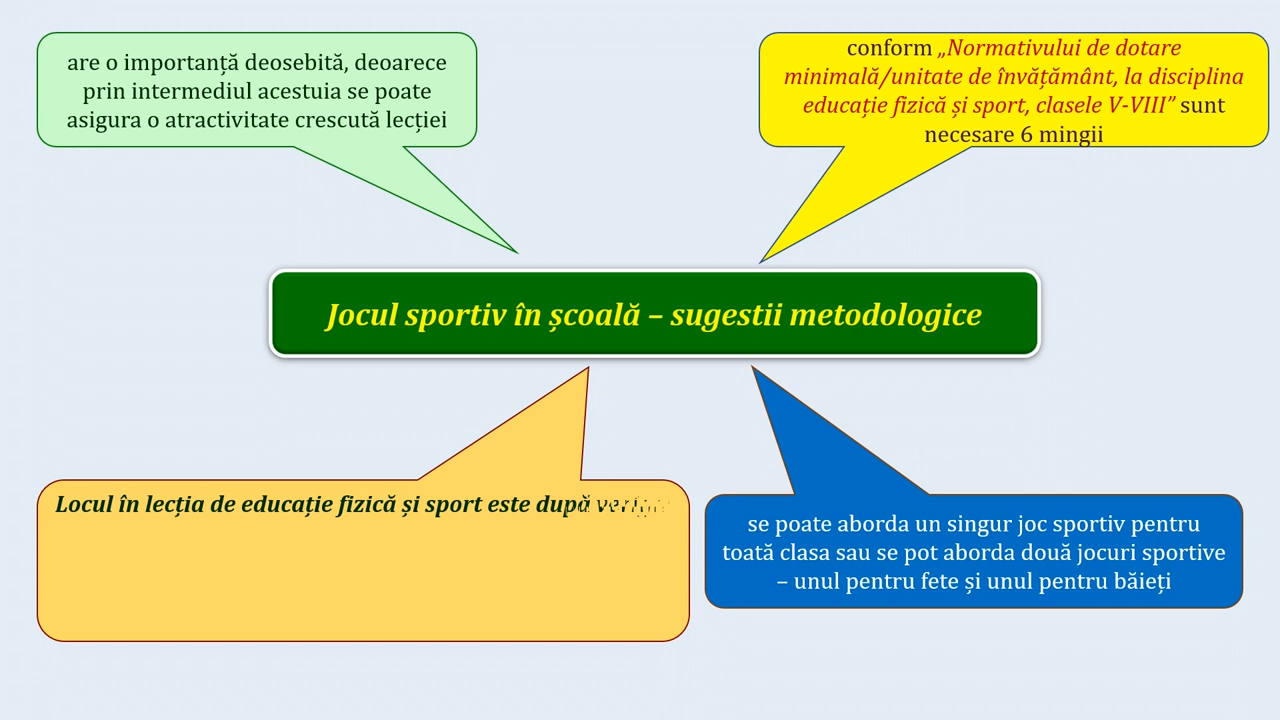 are o importanță deosebită, deoarece
prin intermediul acestuia se poate
asigura o atractivitate crescută lecției
conform „Normativului de dotare
minimală/unitate de învățământ, la disciplina
educație fizică și sport, clasele V-VIII” sunt
necesare 6 mingii
Jocul sportiv în școală – sugestii metodologice
Locul în lecția de educație fizică și sport este după
se poate aborda un singur joc sportiv pentru
toată clasa sau se pot aborda două jocuri sportive
– unul pentru fete și unul pentru băieți